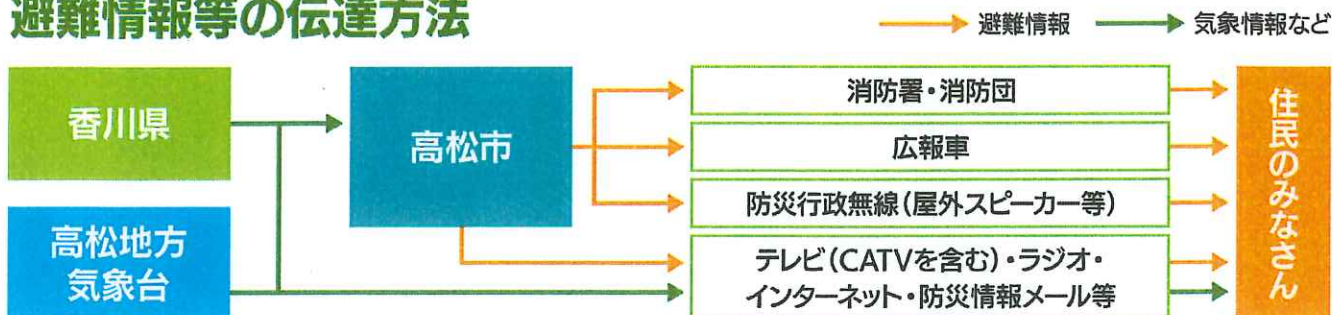 避難情報等の伝達方法
避難情報
気象情報など
香川県
高松地方
気象台
高松市
消防署・消防団
広報車
防災行政無線(屋外スピーカー等)
テレビ(CATVを含む)・ラジオ・
インターネット・防災情報メール等
住民のみなさん